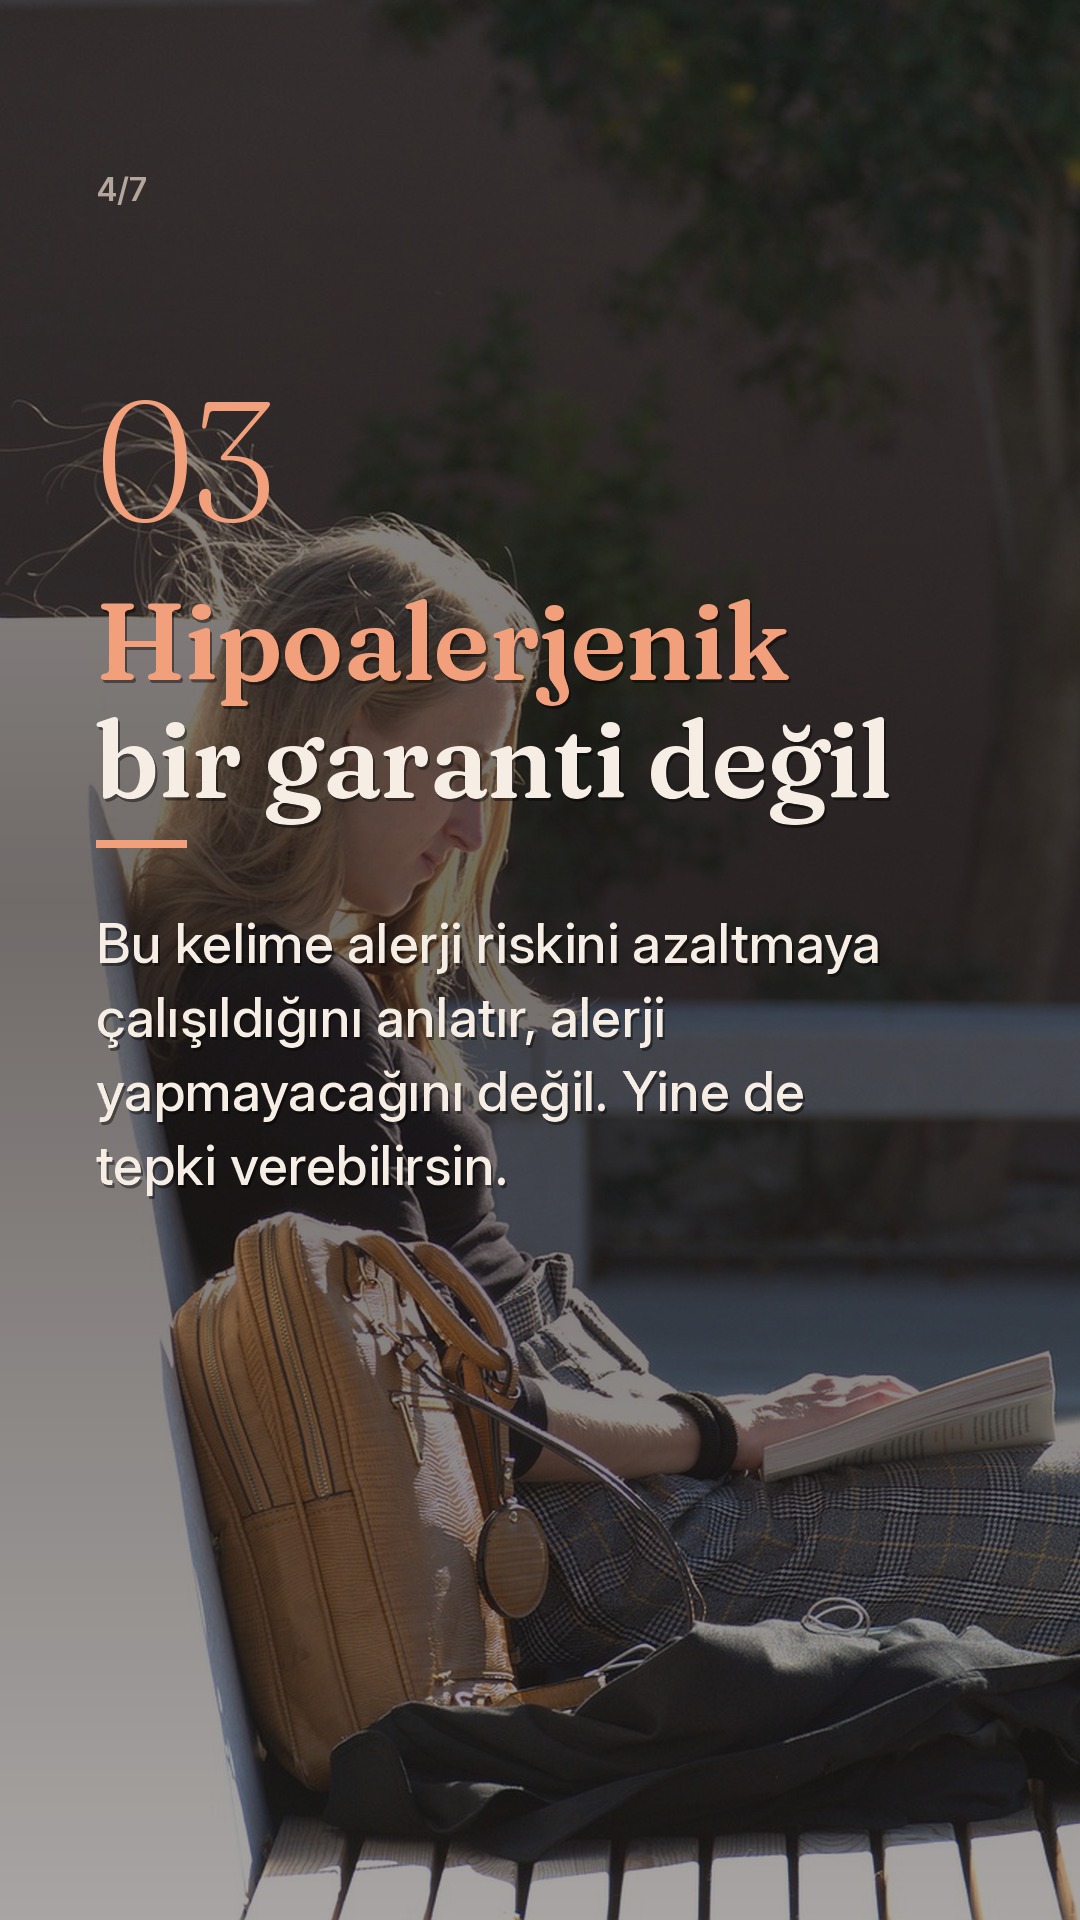 4/7
03
Hipoalerjenik
bir garanti değil
Bu kelime alerji riskini azaltmaya
çalışıldığını anlatır, alerji
yapmayacağını değil. Yine de
tepki verebilirsin.